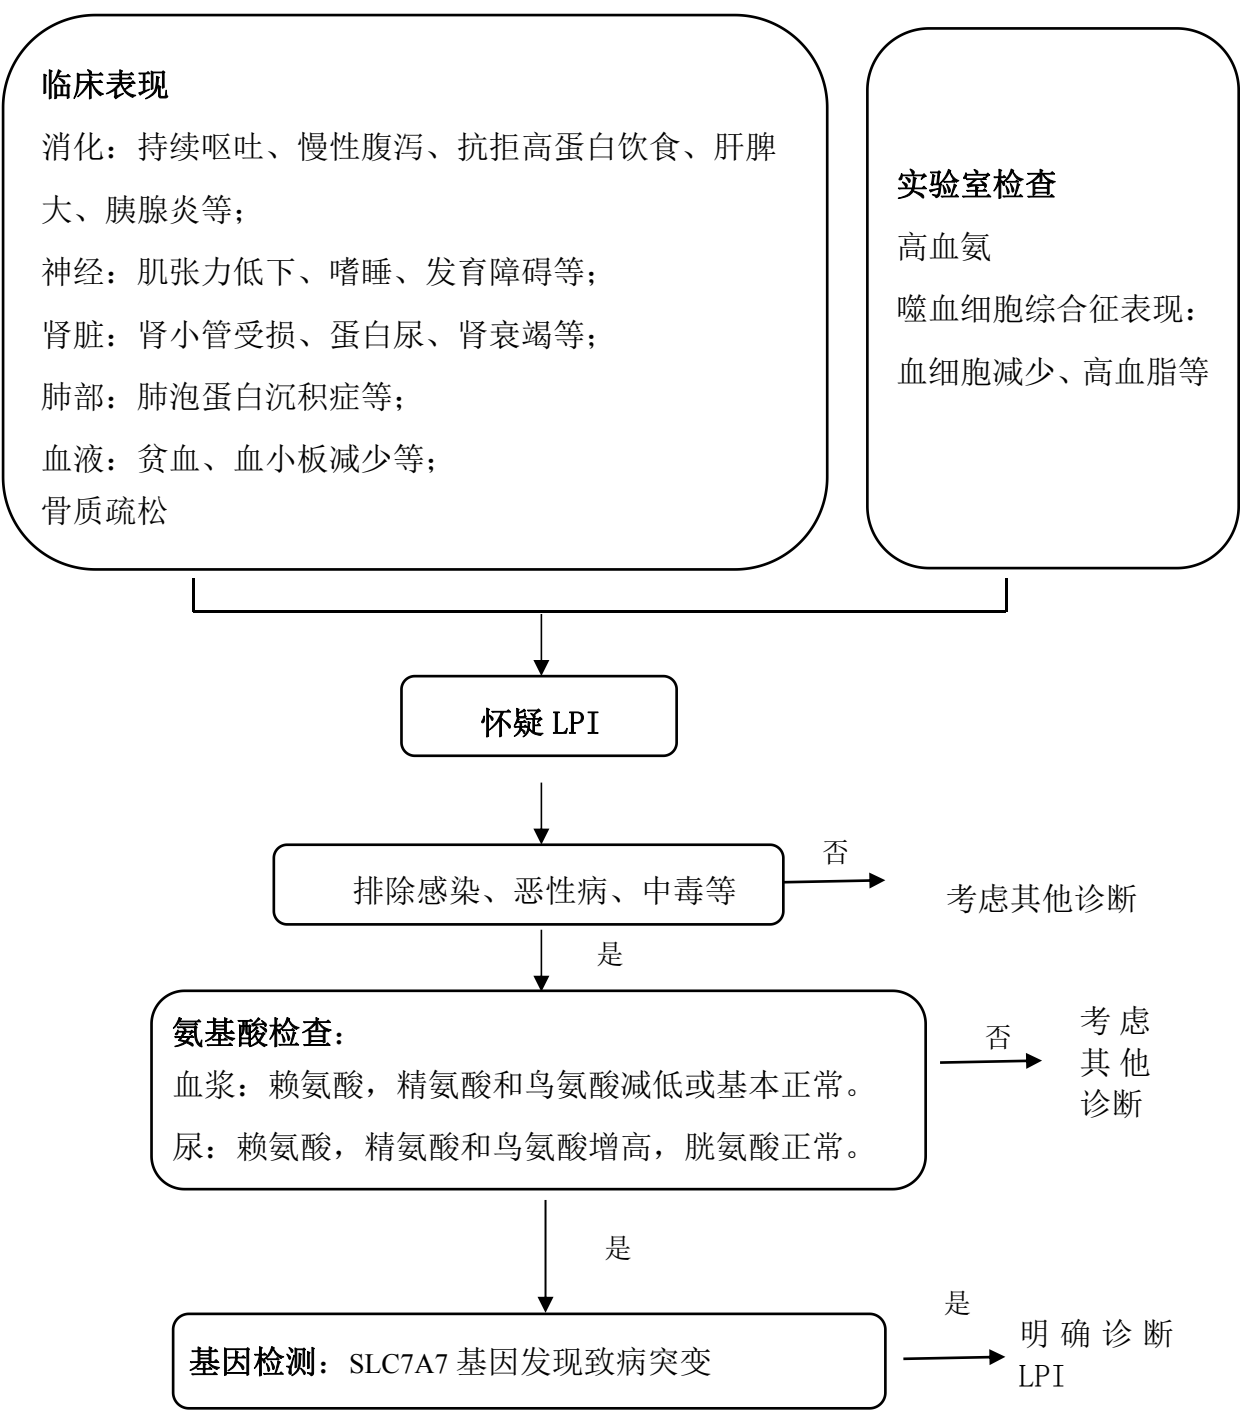 临床表现
消化：持续呕吐、慢性腹泻、抗拒高蛋白饮食、肝脾
大、胰腺炎等；
神经：肌张力低下、嗜睡、发育障碍等；
肾脏：肾小管受损、蛋白尿、肾衰竭等；
肺部：肺泡蛋白沉积症等；
血液：贫血、血小板减少等；
骨质疏松
实验室检查
高血氨
噬血细胞综合征表现：
血细胞减少、高血脂等
怀疑 LPI
排除感染、恶性病、中毒等
否
考虑其他诊断
是
氨基酸检查：
血浆：赖氨酸，精氨酸和鸟氨酸减低或基本正常。
尿：赖氨酸，精氨酸和鸟氨酸增高，胱氨酸正常。
否
考虑
其他
诊断
是
基因检测：SLC7A7 基因发现致病突变
是
明确诊断
LPI